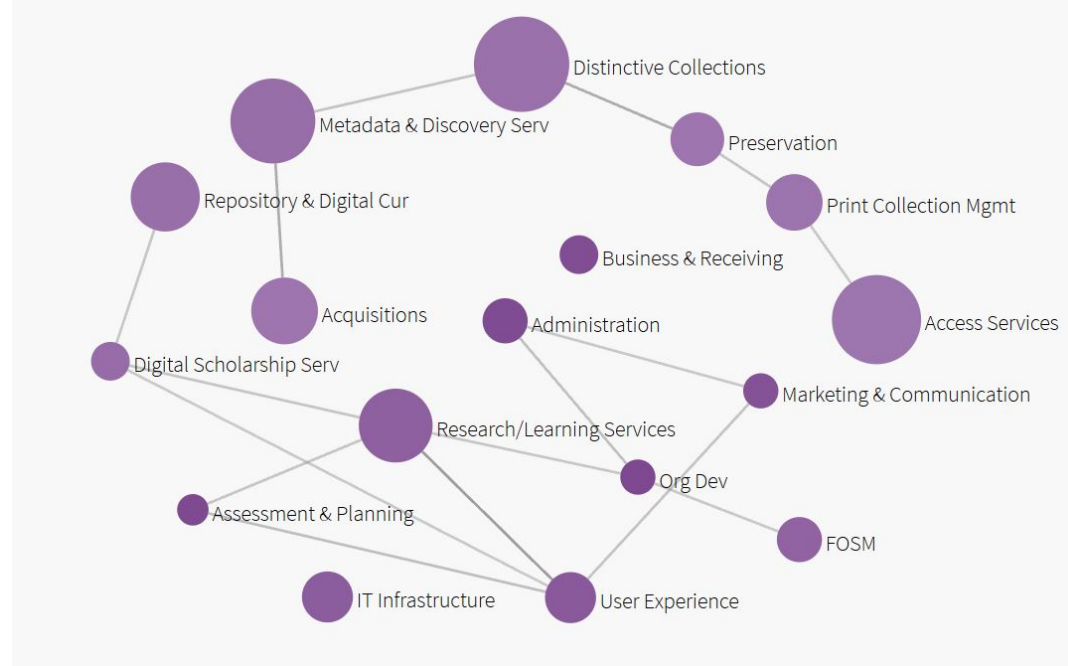 Distinctive Collections
Metadata & Discovery Serv
Preservation
Repository & Digital Cur
Print Collection Mgmt
Business & Receiving
Acquisitions
Administration
Access Services
Digital Scholarship Serv
Marketing & Communication
Research/Learning Services
Org Dev
Assessment & Planning
FOSM
IT Infrastructure
User Experience